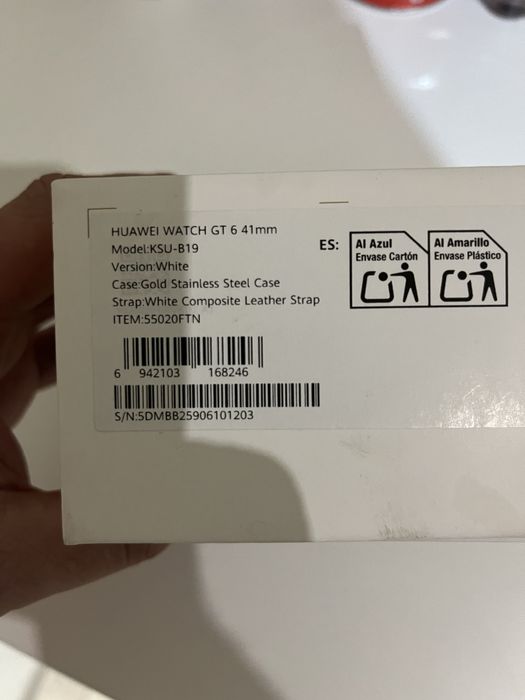 HUAWEI WATCH GT 6 41mm
Model:KSU-B19
Version:White
Case:Gold Stainless Steel Case
Strap:White Composite Leather Strap
ITEM:55020FTN
6 942103 168246
S/N:5DMBB25906101203
ES:
Al Azul
Envase Cartón
Al Amarillo
Envase Plástico